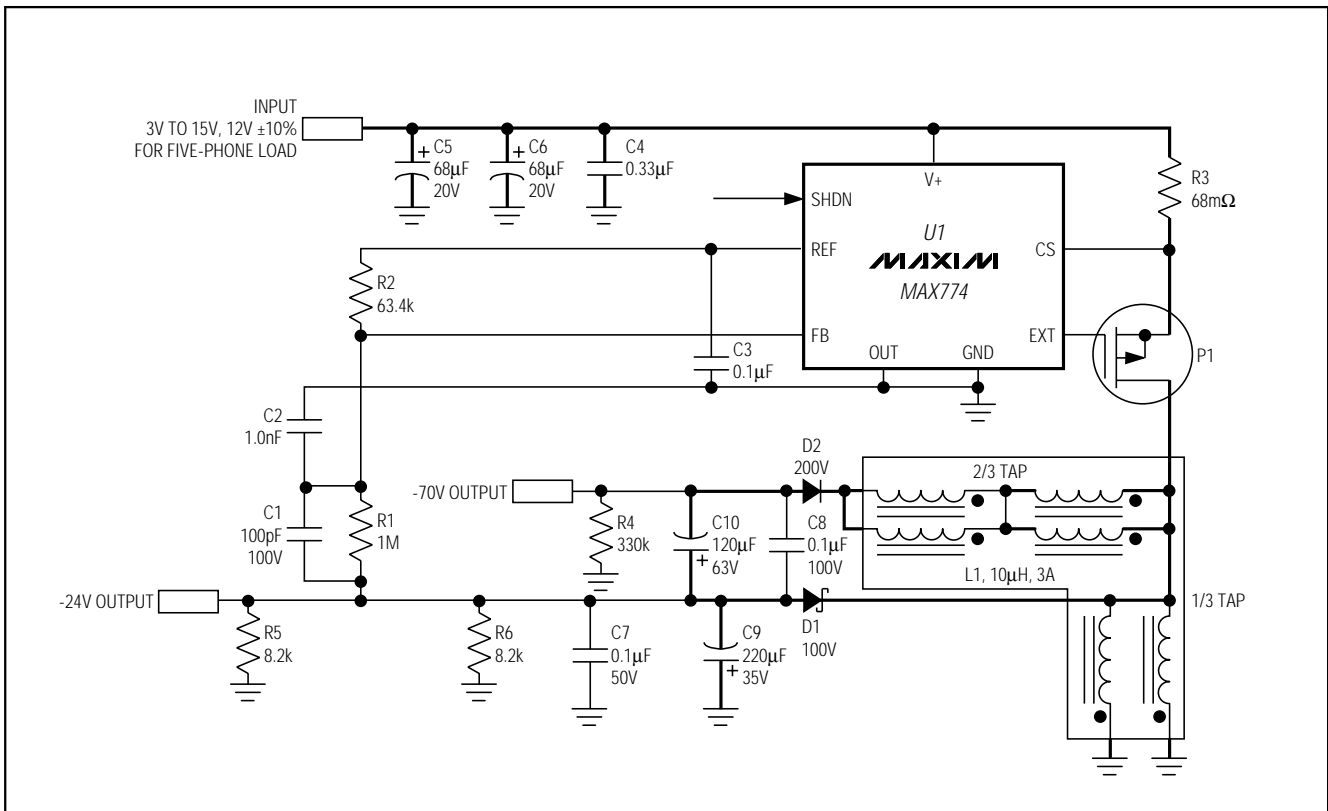 INPUT
3V TO 15V, 12V ±10%
FOR FIVE-PHONE LOAD
C5
68µF
20V
+
C6
68µF
20V
+
C4
0.33µF
V+
SHDN
REF
FB
U1
MAXIM
MAX774
CS
EXT
OUT
GND
R3
68mΩ
P1
R2
63.4k
C3
0.1µF
C2
1.0nF
C1
100pF
100V
R1
1M
-70V OUTPUT
R4
330k
C10
120µF
63V
+
C8
0.1µF
100V
D2
200V
2/3 TAP
L1, 10µH, 3A
1/3 TAP
-24V OUTPUT
R5
8.2k
R6
8.2k
C7
0.1µF
50V
C9
220µF
35V
+
D1
100V